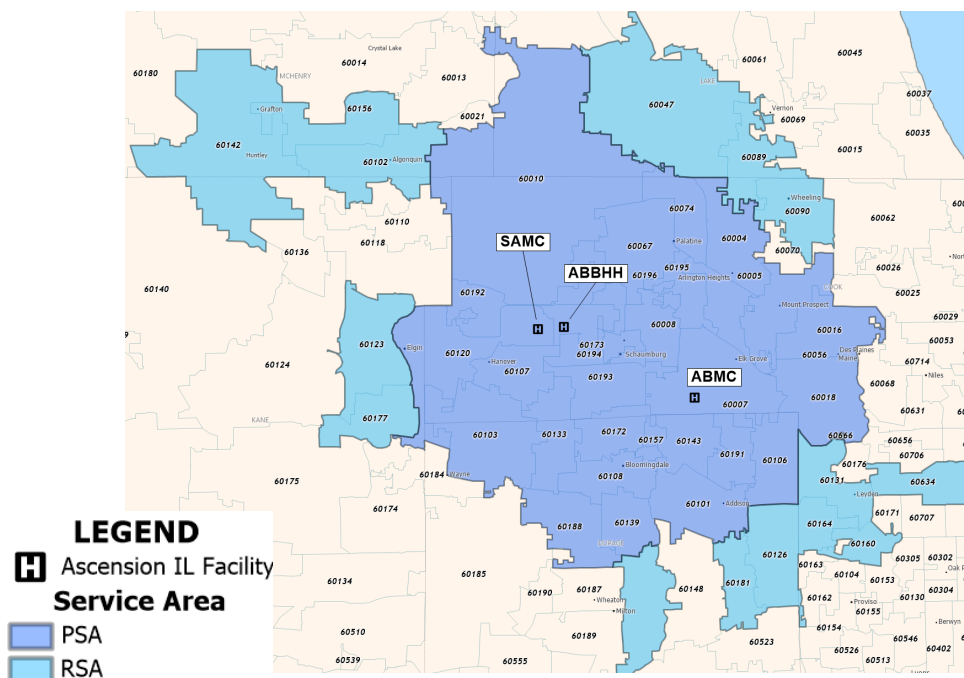 60045
Crystal Lake
60014
60061
60180
MCHENRY
60013
LAKE
60037
60156
60047
Vernon
Grafton
60021
60069
60035
60142
60089
60015
Huntley
60102
Algonquin
60010
Wheeling
60090
60074
60110
60062
60118
60067
Palatine
60004
SAMC
60070
60136
ABBHH
60195
60026
60196
Arlington Heights
60005
60140
60192
COOK
60025
Mount Prospect
60029
60008
60016
60123
60173
60053
Elgin
60120
60194
Schaumburg
60056
Des Plaines
Maine
60124
Hanover
Elk Grove
60714
60107
60193
ABMC
Niles
60068
60007
60018
60631
60177
KANE
60103
60133
60172
60157
60143
60666
60656
60191
60706
60106
60176
Bloomingdale
60184
Wayne
60108
60131
60634
60175
Leyden
60101
Addison
60174
60171
60707
60188
60139
60164
LEGEND
60160
Ascension IL Facility
60126
60305
60302
60185
60163
60104
Oak P
60134
60187
60148
60181
60153
Service Area
60190
60162
60130
60304
Wheaton
Proviso
Milton
60155
PSA
60510
60189
60154
Berwyn
60523
60546
60526
60402
RSA
60539
60555
60513